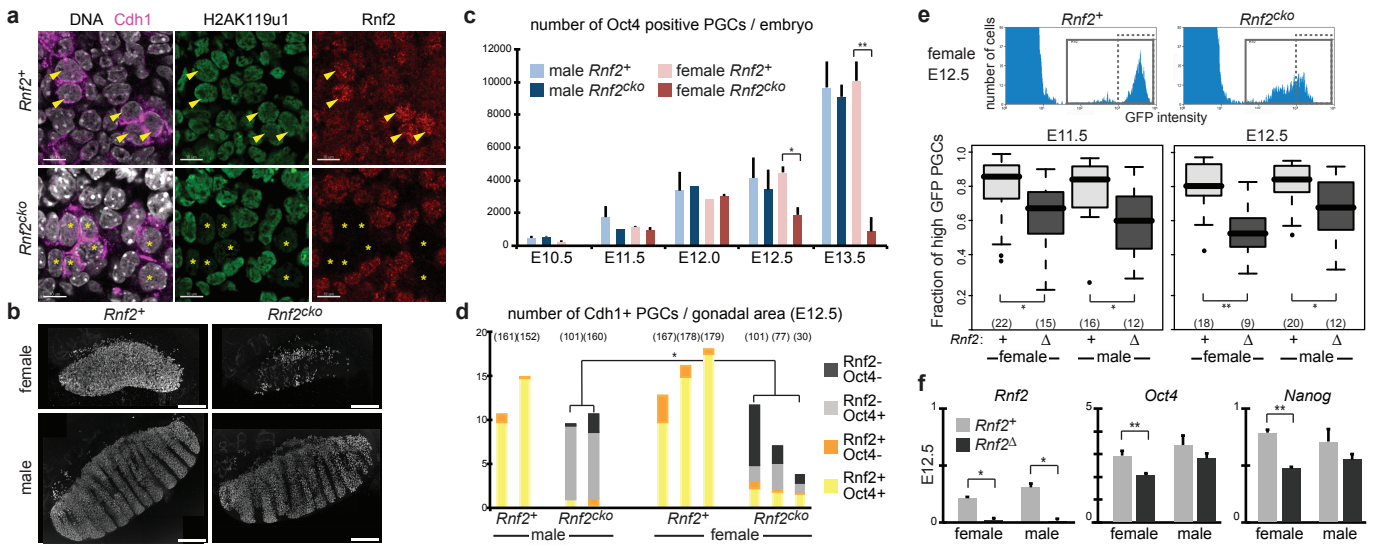 a
DNA Cdh1
H2AK119u1
Rnf2
Rnf2+
Rnf2cko
b
Rnf2+
Rnf2cko
female
male
c
number of Oct4 positive PGCs / embryo
12000
10000
8000
6000
4000
2000
0
male Rnf2+
male Rnf2cko
female Rnf2+
female Rnf2cko
*
**
E10.5
E11.5
E12.0
E12.5
E13.5
d
number of Cdh1+ PGCs / gonadal area (E12.5)
(161)(152)
(101)(160)
(167)(178)(179)
(101)(77)(30)
*
20
15
10
5
0
Rnf2-
Oct4-
Rnf2-
Oct4+
Rnf2+
Oct4-
Rnf2+
Oct4+
Rnf2+
Rnf2cko
Rnf2+
Rnf2cko
male
female
e
Rnf2+
Rnf2cko
female
E12.5
number of cells
GFP intensity
E11.5
E12.5
Fraction of high GFP PGCs
1.0
0.8
0.6
0.4
0.2
*
*
**
*
(22)
(15)
(16)
(12)
(18)
(9)
(20)
(12)
Rnf2:
+
Δ
+
Δ
+
Δ
+
Δ
female
male
female
male
f
Rnf2
Oct4
Nanog
E12.5
1
0
Rnf2+
Rnf2Δ
*
*
5
0
**
1
0
**
female
male
female
male
female
male